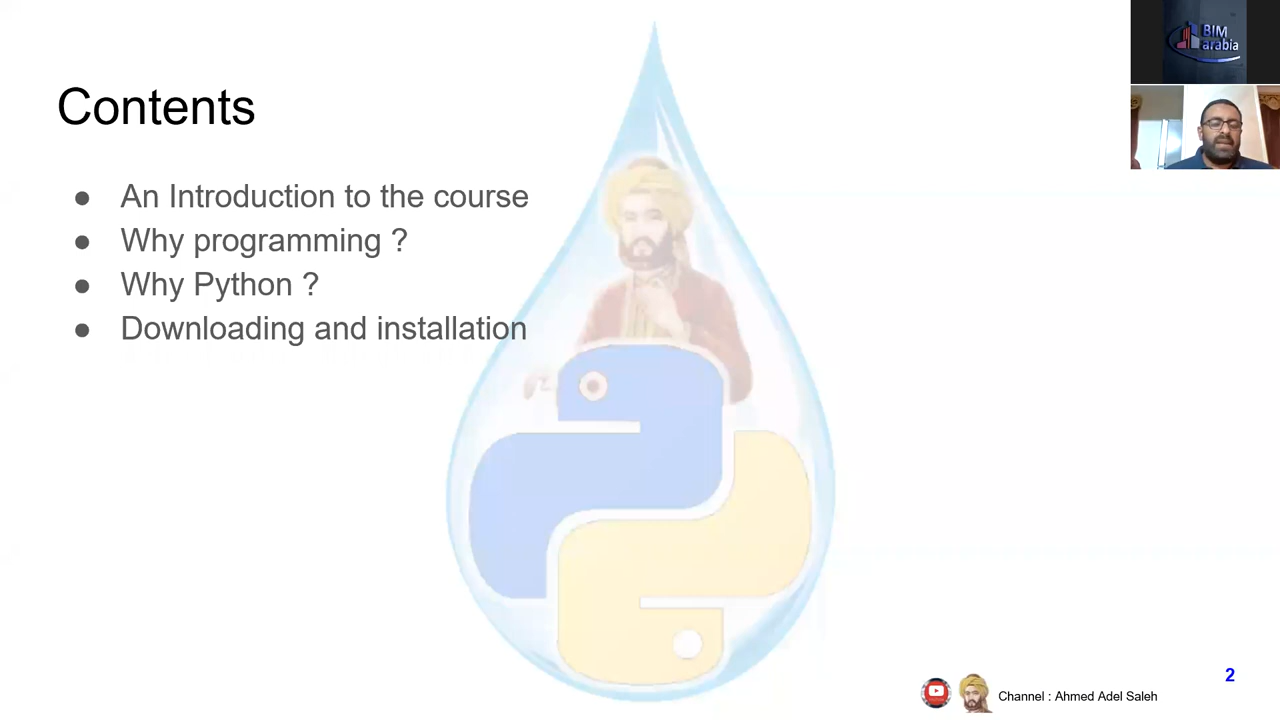 BIM
arabia
Contents
● An Introduction to the course
● Why programming ?
● Why Python ?
● Downloading and installation
2
Channel : Ahmed Adel Saleh